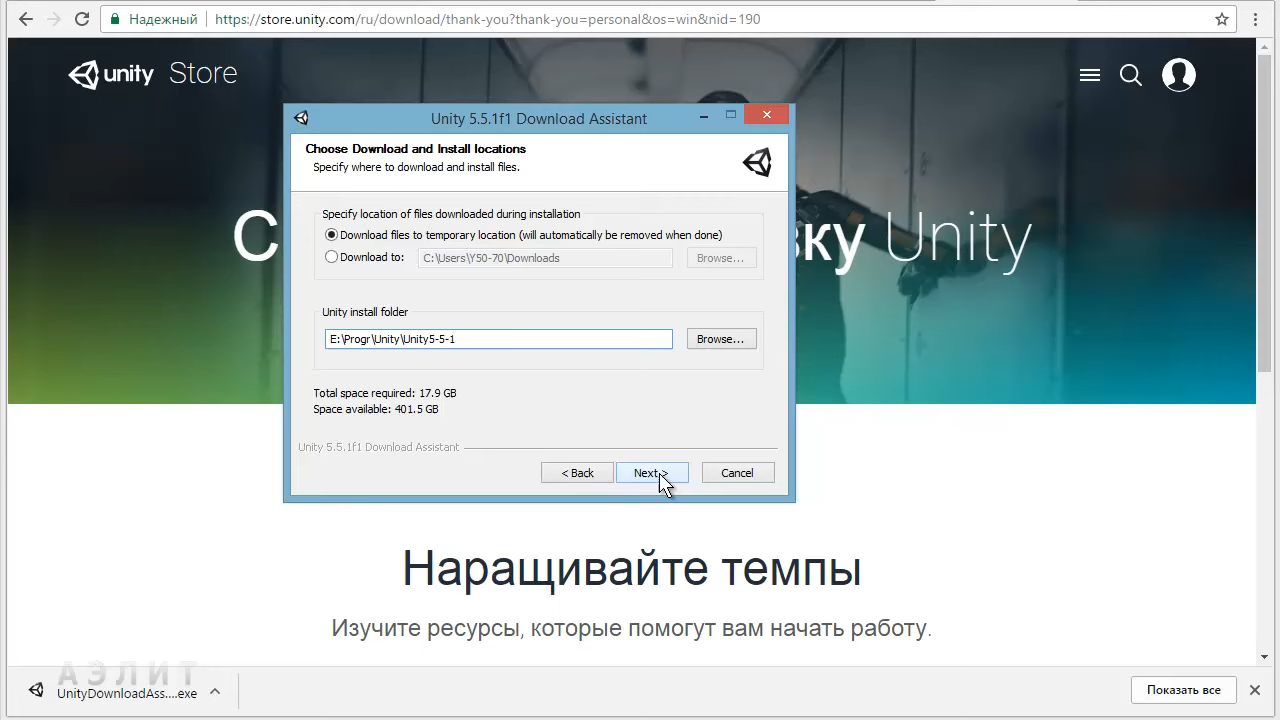 Надежный
https://store.unity.com/ru/download/thank-you?thank-you=personal&os=win&nid=190
unity Store
Unity 5.5.1f1 Download Assistant
Choose Download and Install locations
Specify where to download and install files.
Specify location of files downloaded during installation
Download files to temporary location (will automatically be removed when done)
Download to:
C:\Users\Y50-70\Downloads
Browse...
С
вку Unity
Unity install folder
E:\Progr\Unity\Unity5-5-1
Browse...
Total space required: 17.9 GB
Space available: 401.5 GB
Unity 5.5.1f1 Download Assistant
< Back
Next >
Cancel
Наращивайте темпы
Изучите ресурсы, которые помогут вам начать работу.
АЭЛИТ
UnityDownloadAss....exe
Показать все